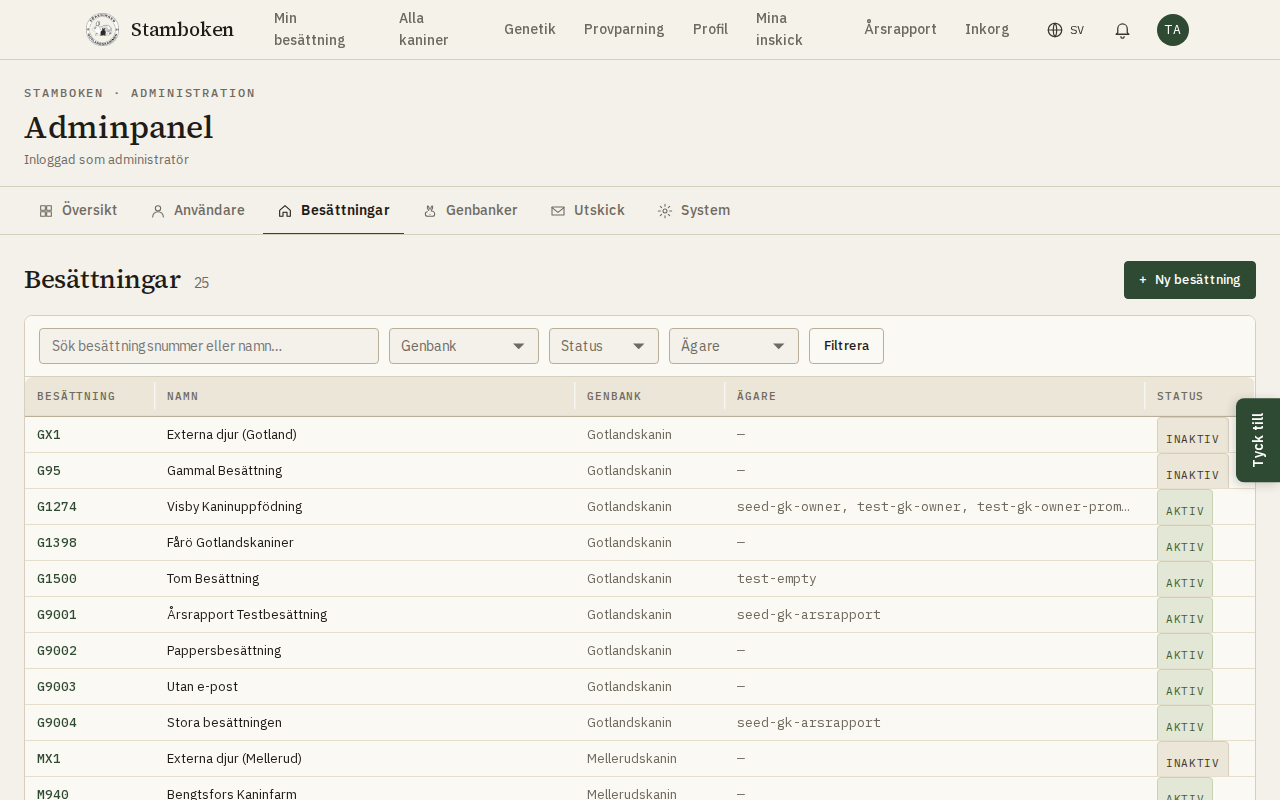 Stamboken
Min besättning
Alla kaniner
Genetik
Provparning
Profil
Mina inskick
Årsrapport
Inkorg
SV
TA
STAMBOKEN · ADMINISTRATION
Adminpanel
Inloggad som administratör
Översikt
Användare
Besättningar
Genbanker
Utskick
System
Besättningar 25
+ Ny besättning
Sök besättningsnummer eller namn...
Genbank
Status
Ägare
Filtrera
BESÄTTNING NAMN GENBANK ÄGARE STATUS
GX1 Externa djur (Gotland) Gotlandskanin — INAKTIV
G95 Gammal Besättning Gotlandskanin — INAKTIV
G1274 Visby Kaninuppfödning Gotlandskanin seed-gk-owner, test-gk-owner, test-gk-owner-prom… AKTIV
G1398 Fårö Gotlandskaniner Gotlandskanin — AKTIV
G1500 Tom Besättning Gotlandskanin test-empty AKTIV
G9001 Årsrapport Testbesättning Gotlandskanin seed-gk-arsrapport AKTIV
G9002 Pappersbesättning Gotlandskanin — AKTIV
G9003 Utan e-post Gotlandskanin — AKTIV
G9004 Stora besättningen Gotlandskanin seed-gk-arsrapport AKTIV
MX1 Externa djur (Mellerud) Mellerudskanin — INAKTIV
M940 Bengtsfors Kaninfarm Mellerudskanin — AKTIV
Tyck till